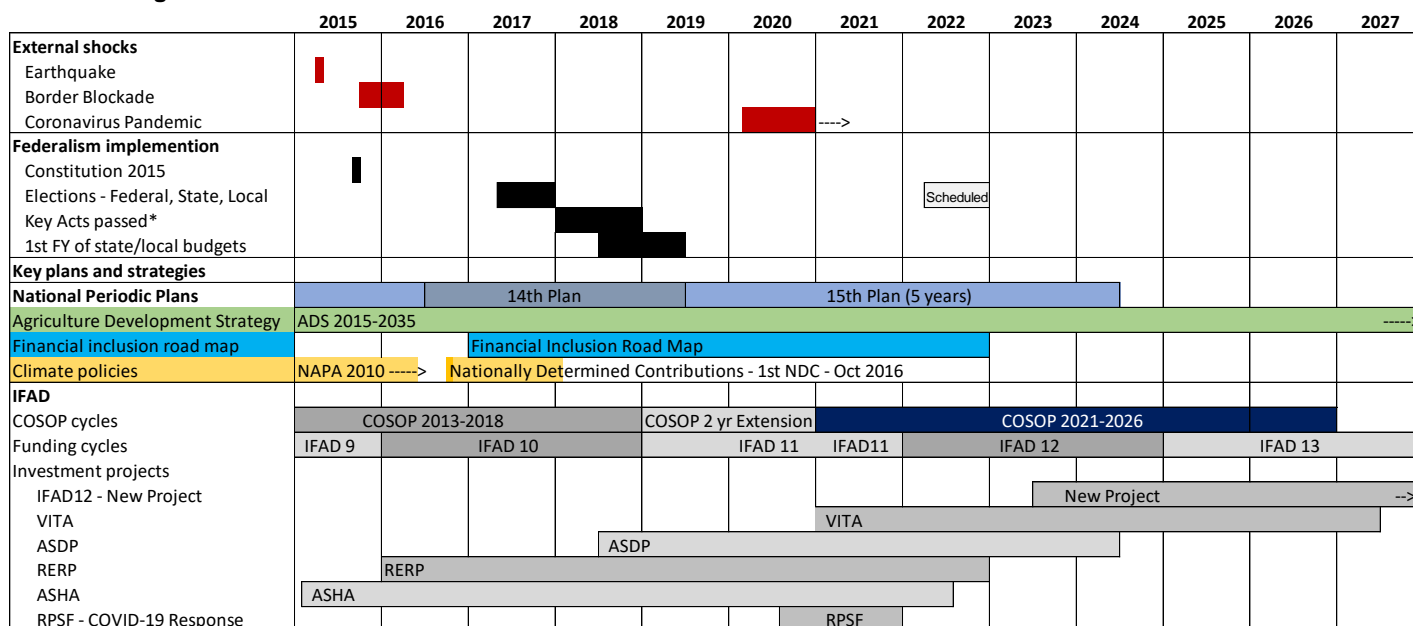 2015 2016 2017 2018 2019 2020 2021 2022 2023 2024 2025 2026 2027
External shocks
Earthquake
Border Blockade
Coronavirus Pandemic ---->
Federalism implemention
Constitution 2015
Elections - Federal, State, Local Scheduled
Key Acts passed*
1st FY of state/local budgets
Key plans and strategies
National Periodic Plans 14th Plan 15th Plan (5 years)
Agriculture Development Strategy ADS 2015-2035 ----->
Financial inclusion road map Financial Inclusion Road Map
Climate policies NAPA 2010 -----> Nationally Determined Contributions - 1st NDC - Oct 2016
IFAD
COSOP cycles COSOP 2013-2018 COSOP 2 yr Extension COSOP 2021-2026
Funding cycles IFAD 9 IFAD 10 IFAD 11 IFAD11 IFAD 12 IFAD 13
Investment projects
IFAD12 - New Project New Project -->
VITA VITA
ASDP ASDP
RERP RERP
ASHA ASHA
RPSF - COVID-19 Response RPSF